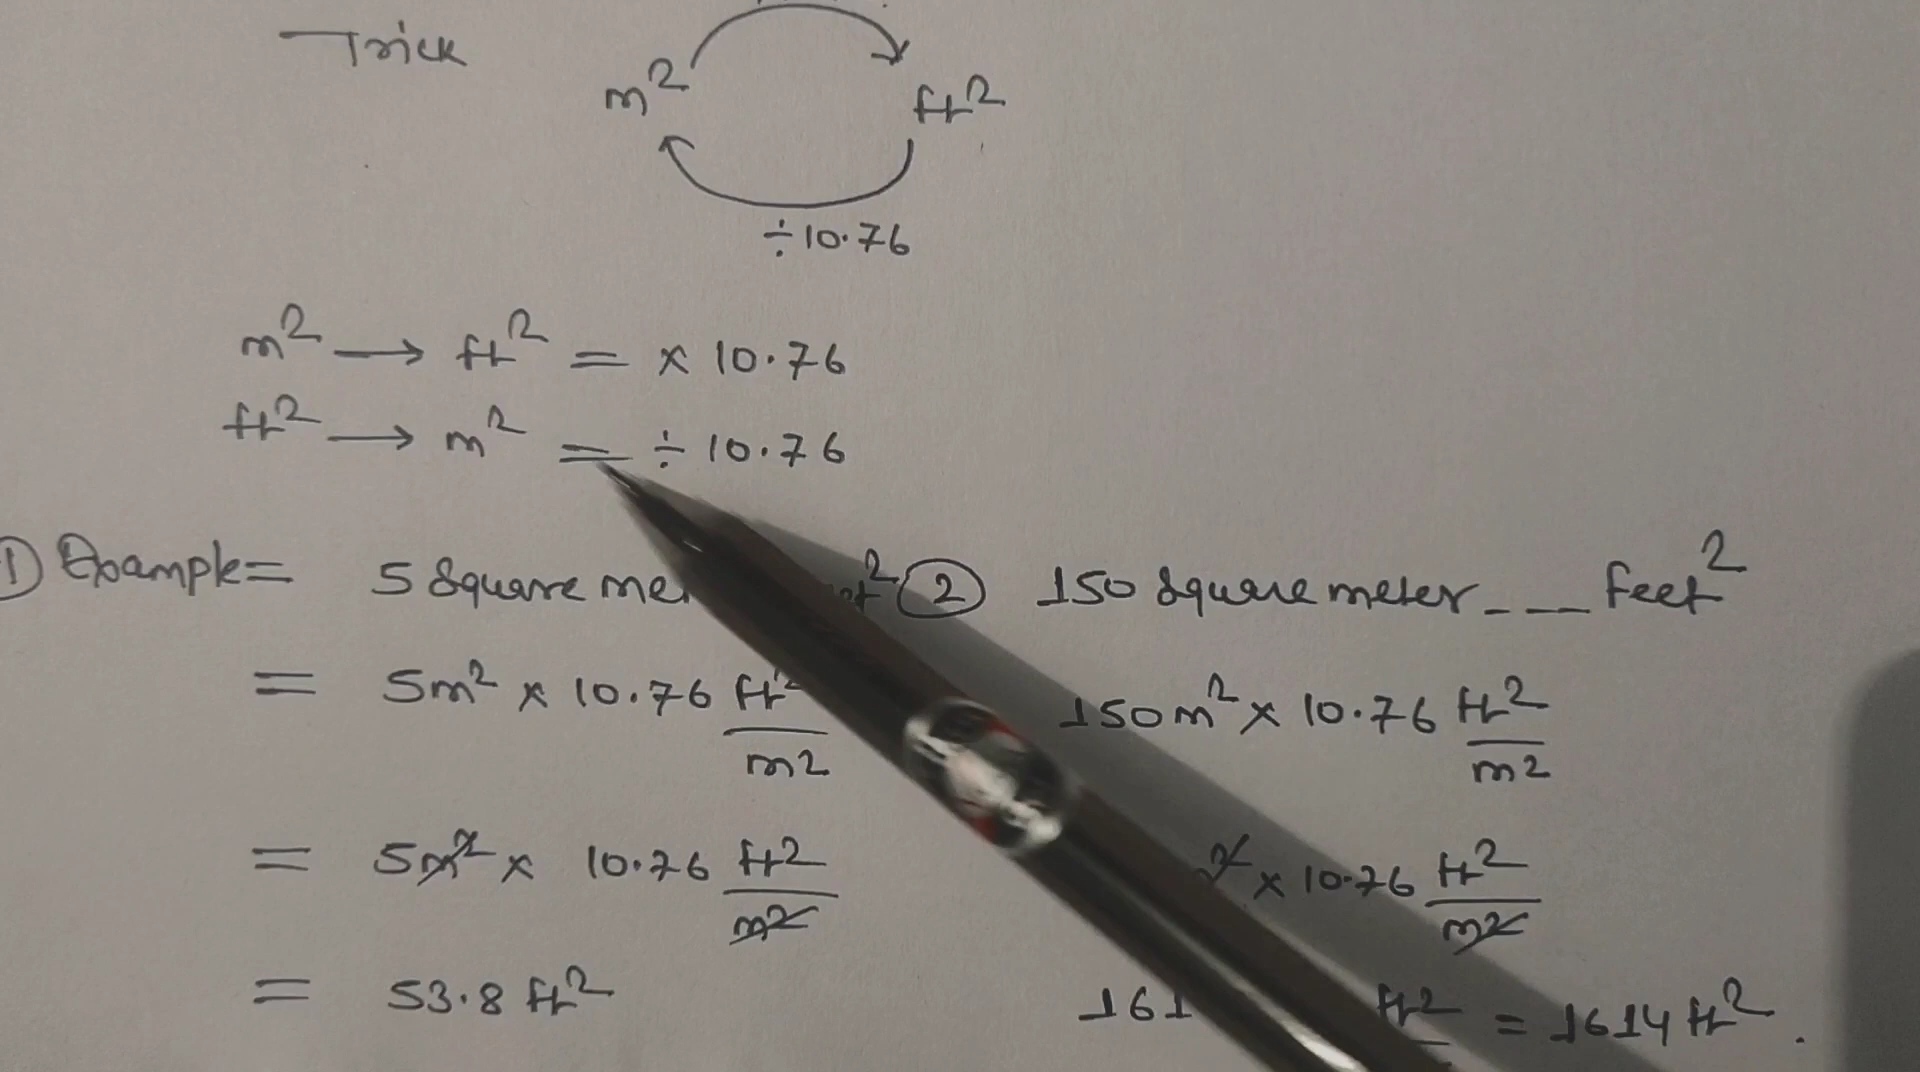 Trick
m² ft²
÷10.76
m² → ft² = × 10.76
ft² → m² = ÷ 10.76
① Example = 5 Square
② 150 Square meter - — feet²
= 5m² × 10.76 ft²/m²
150m² × 10.76 ft²/m²
= 5m² × 10.76 ft²/m²
² × 10.76 ft²/m²
= 53.8 ft²
ft² = 1614 ft².